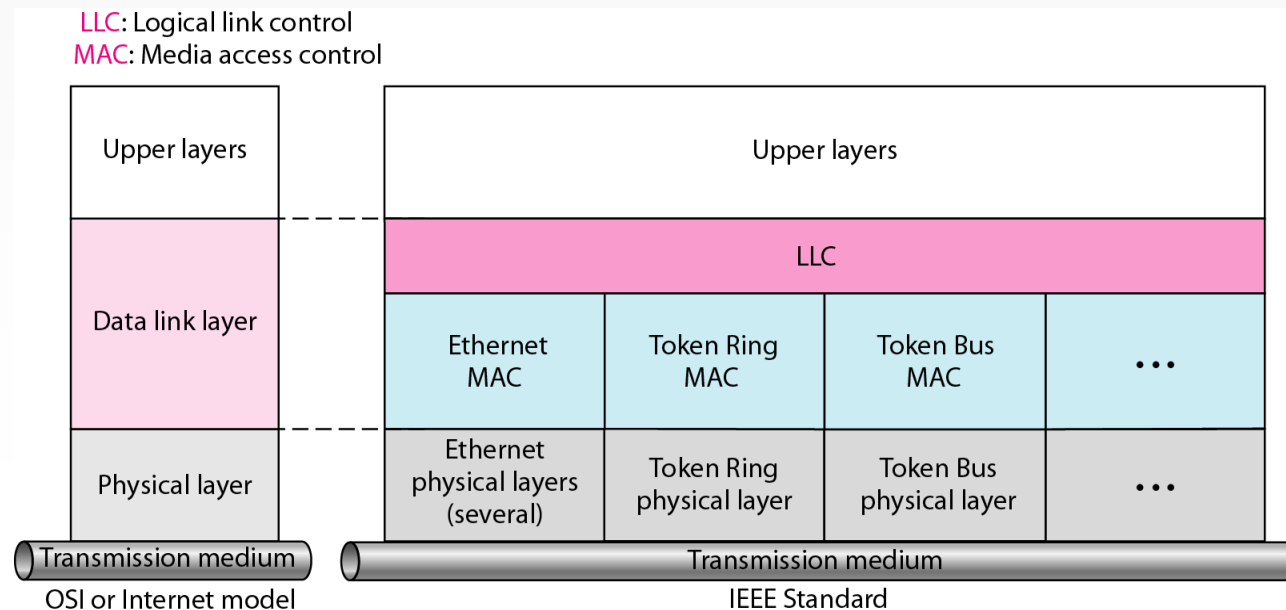 LLC: Logical link control
MAC: Media access control
Upper layers
Data link layer
Physical layer
Transmission medium
OSI or Internet model
Upper layers
LLC
Ethernet
MAC
Token Ring
MAC
Token Bus
MAC
...
Ethernet
physical layers
(several)
Token Ring
physical layer
Token Bus
physical layer
...
Transmission medium
IEEE Standard